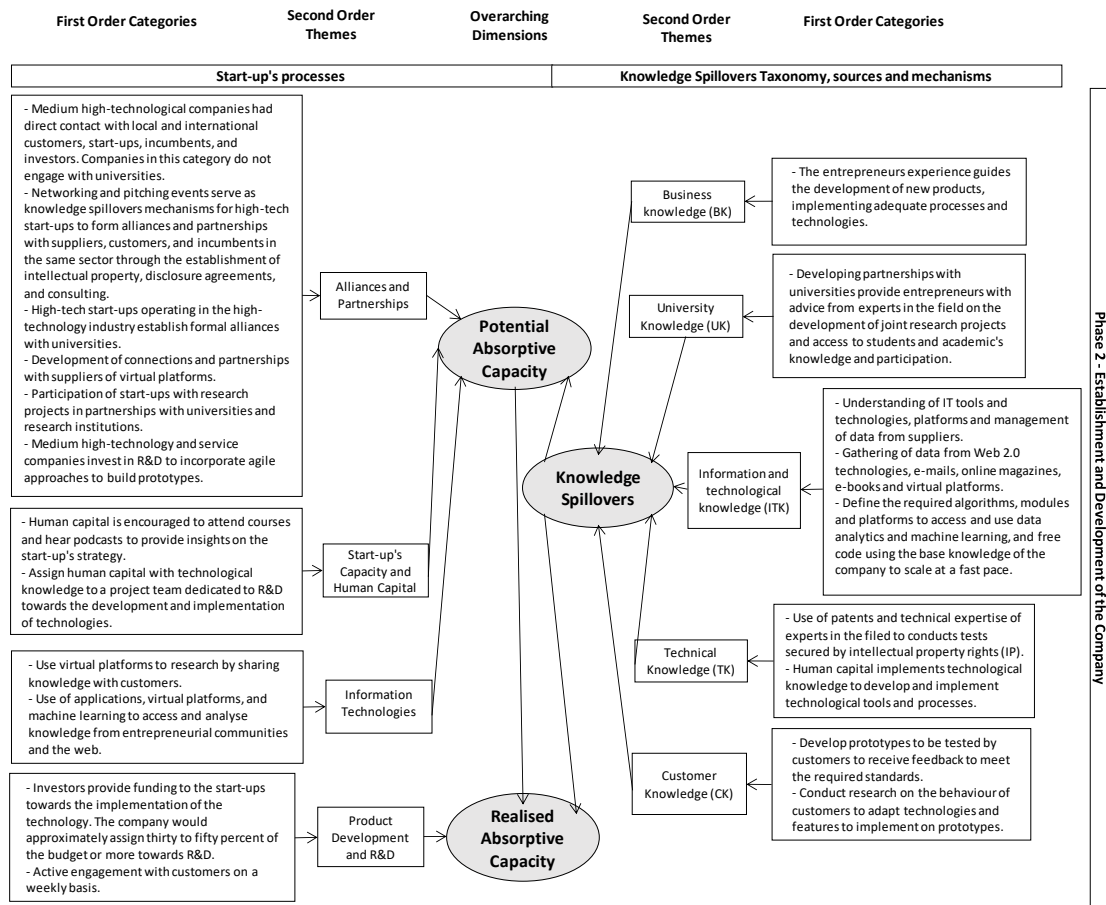 First Order Categories
Second Order
Themes
Overarching
Dimensions
Second Order
Themes
First Order Categories
Start-up's processes
Knowledge Spillovers Taxonomy, sources and mechanisms
- Medium high-technological companies had
direct contact with local and international
customers, start-ups, incumbents, and
investors. Companies in this category do not
engage with universities.
- Networking and pitching events serve as
knowledge spillovers mechanisms for high-tech
start-ups to form alliances and partnerships
with suppliers, customers, and incumbents in
the same sector through the establishment of
intellectual property, disclosure agreements,
and consulting.
- High-tech start-ups operating in the high-
technology industry establish formal alliances
with universities.
- Development of connections and partnerships
with suppliers of virtual platforms.
- Participation of start-ups with research
projects in partnerships with universities and
research institutions.
- Medium high-technology and service
companies invest in R&D to incorporate agile
approaches to build prototypes.
Alliances and
Partnerships
- Human capital is encouraged to attend courses
and hear podcasts to provide insights on the
start-up's strategy.
- Assign human capital with technological
knowledge to a project team dedicated to R&D
towards the development and implementation
of technologies.
Start-up's
Capacity and
Human Capital
- Use virtual platforms to research by sharing
knowledge with customers.
- Use of applications, virtual platforms, and
machine learning to access and analyse
knowledge from entrepreneurial communities
and the web.
Information
Technologies
- Investors provide funding to the start-ups
towards the implementation of the
technology. The company would
approximately assign thirty to fifty percent of
the budget or more towards R&D.
- Active engagement with customers on a
weekly basis.
Product
Development
and R&D
Potential
Absorptive
Capacity
Knowledge
Spillovers
Realised
Absorptive
Capacity
Business
knowledge (BK)
- The entrepreneurs experience guides
the development of new products,
implementing adequate processes and
technologies.
University
Knowledge (UK)
- Developing partnerships with
universities provide entrepreneurs with
advice from experts in the field on the
development of joint research projects
and access to students and academic's
knowledge and participation.
Information and
technological
knowledge (ITK)
- Understanding of IT tools and
technologies, platforms and management
of data from suppliers.
- Gathering of data from Web 2.0
technologies, e-mails, online magazines,
e-books and virtual platforms.
- Define the required algorithms, modules
and platforms to access and use data
analytics and machine learning, and free
code using the base knowledge of the
company to scale at a fast pace.
Technical
Knowledge (TK)
- Use of patents and technical expertise of
experts in the filed to conducts tests
secured by intellectual property rights (IP).
- Human capital implements technological
knowledge to develop and implement
technological tools and processes.
Customer
Knowledge (CK)
- Develop prototypes to be tested by
customers to receive feedback to meet
the required standards.
- Conduct research on the behaviour of
customers to adapt technologies and
features to implement on prototypes.
Phase 2 - Establishment and Development of the Company